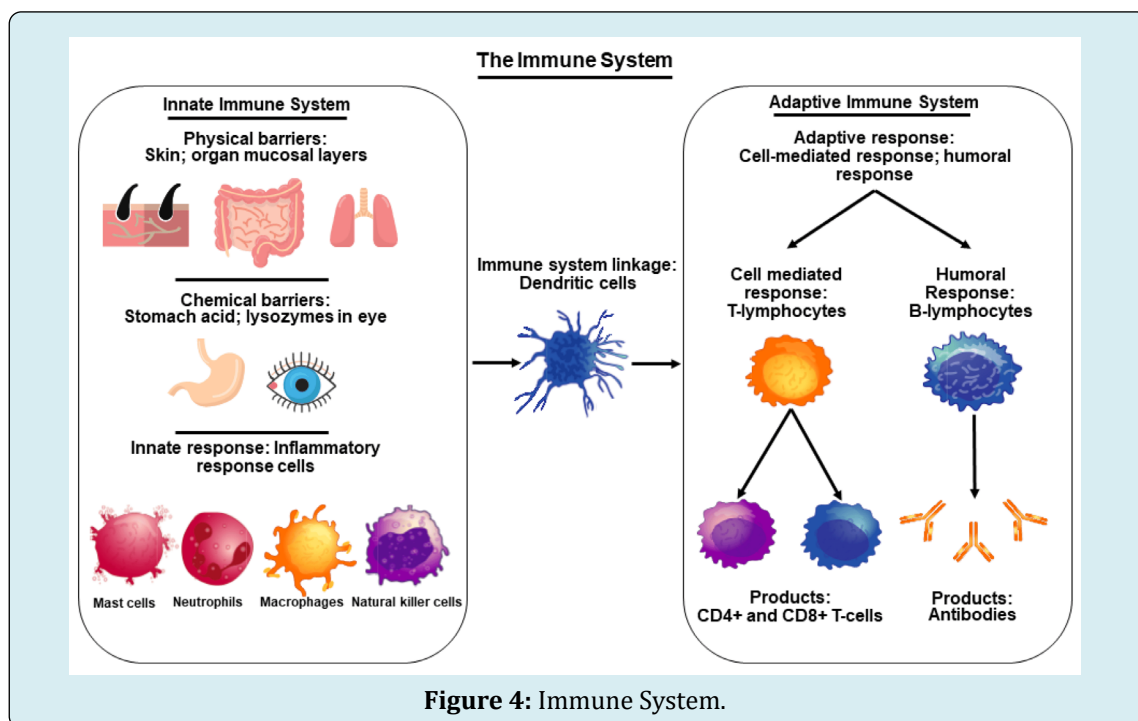 The Immune System
Innate Immune System
Physical barriers:
Skin; organ mucosal layers
Chemical barriers:
Stomach acid; lysozymes in eye
Innate response: Inflammatory
response cells
Mast cells
Neutrophils
Macrophages
Natural killer cells
Immune system linkage:
Dendritic cells
Adaptive Immune System
Adaptive response:
Cell-mediated response; humoral
response
Cell mediated
response:
T-lymphocytes
Humoral
Response:
B-lymphocytes
Products:
CD4+ and CD8+ T-cells
Products:
Antibodies
Figure 4: Immune System.